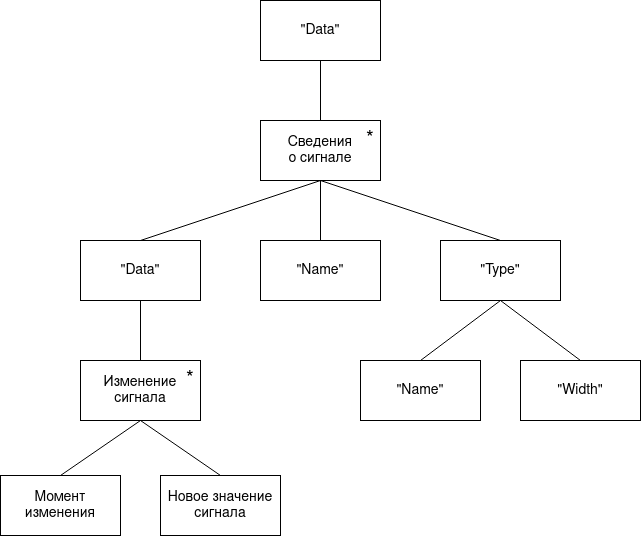 "Data"
Сведения *
о сигнале
"Data"
"Name"
"Type"
Изменение *
сигнала
"Name"
"Width"
Момент
изменения
Новое значение
сигнала